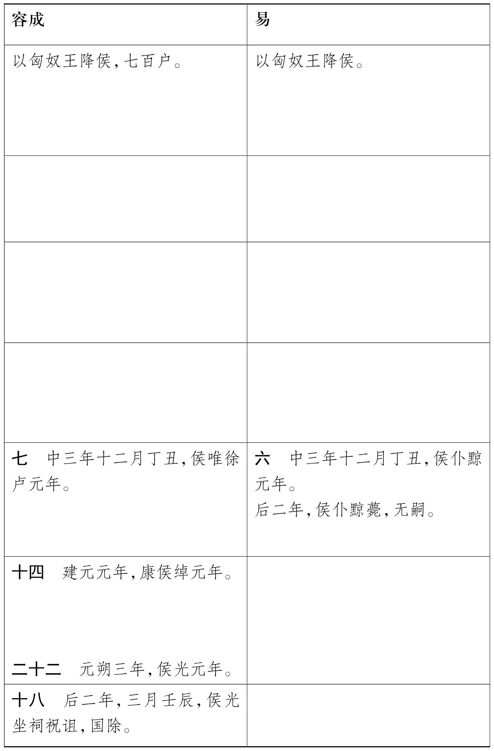 容成
易
以匈奴王降侯，七百户。
以匈奴王降侯。
七　中三年十二月丁丑，侯唯徐
卢元年。
六　中三年十二月丁丑，侯仆黥
元年。
后二年，侯仆黥薨，无嗣。
十四　建元元年，康侯绰元年。
二十二　元朔三年，侯光元年。
十八　后二年，三月壬辰，侯光
坐祠祝诅，国除。